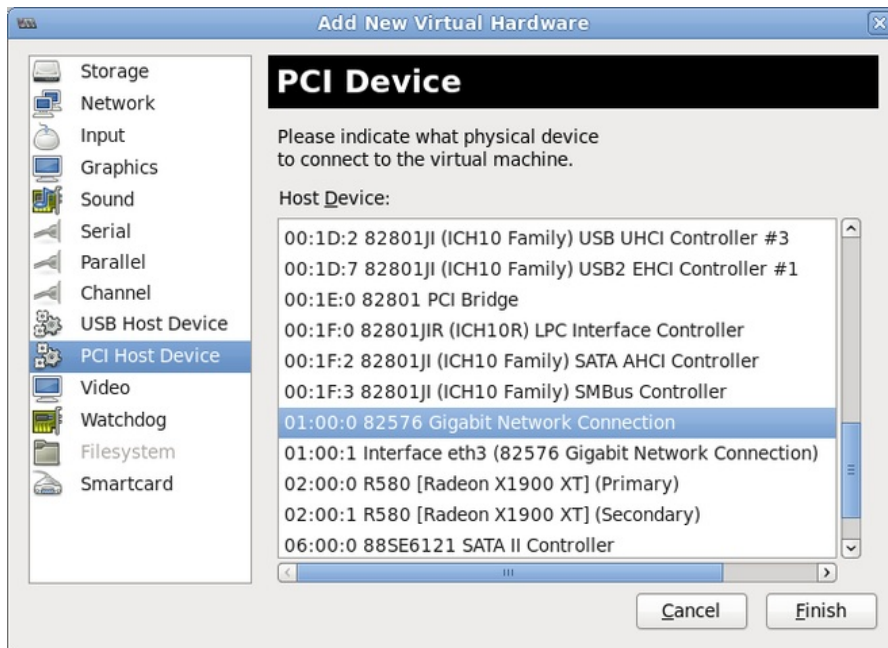 Add New Virtual Hardware
Storage
Network
Input
Graphics
Sound
Serial
Parallel
Channel
USB Host Device
PCI Host Device
Video
Watchdog
Filesystem
Smartcard
PCI Device
Please indicate what physical device
to connect to the virtual machine.
Host Device:
00:1D:2 82801JI (ICH10 Family) USB UHCI Controller #3
00:1D:7 82801JI (ICH10 Family) USB2 EHCI Controller #1
00:1E:0 82801 PCI Bridge
00:1F:0 82801JIR (ICH10R) LPC Interface Controller
00:1F:2 82801JI (ICH10 Family) SATA AHCI Controller
00:1F:3 82801JI (ICH10 Family) SMBus Controller
01:00:0 82576 Gigabit Network Connection
01:00:1 Interface eth3 (82576 Gigabit Network Connection)
02:00:0 R580 [Radeon X1900 XT] (Primary)
02:00:1 R580 [Radeon X1900 XT] (Secondary)
06:00:0 88SE6121 SATA II Controller
Cancel
Finish